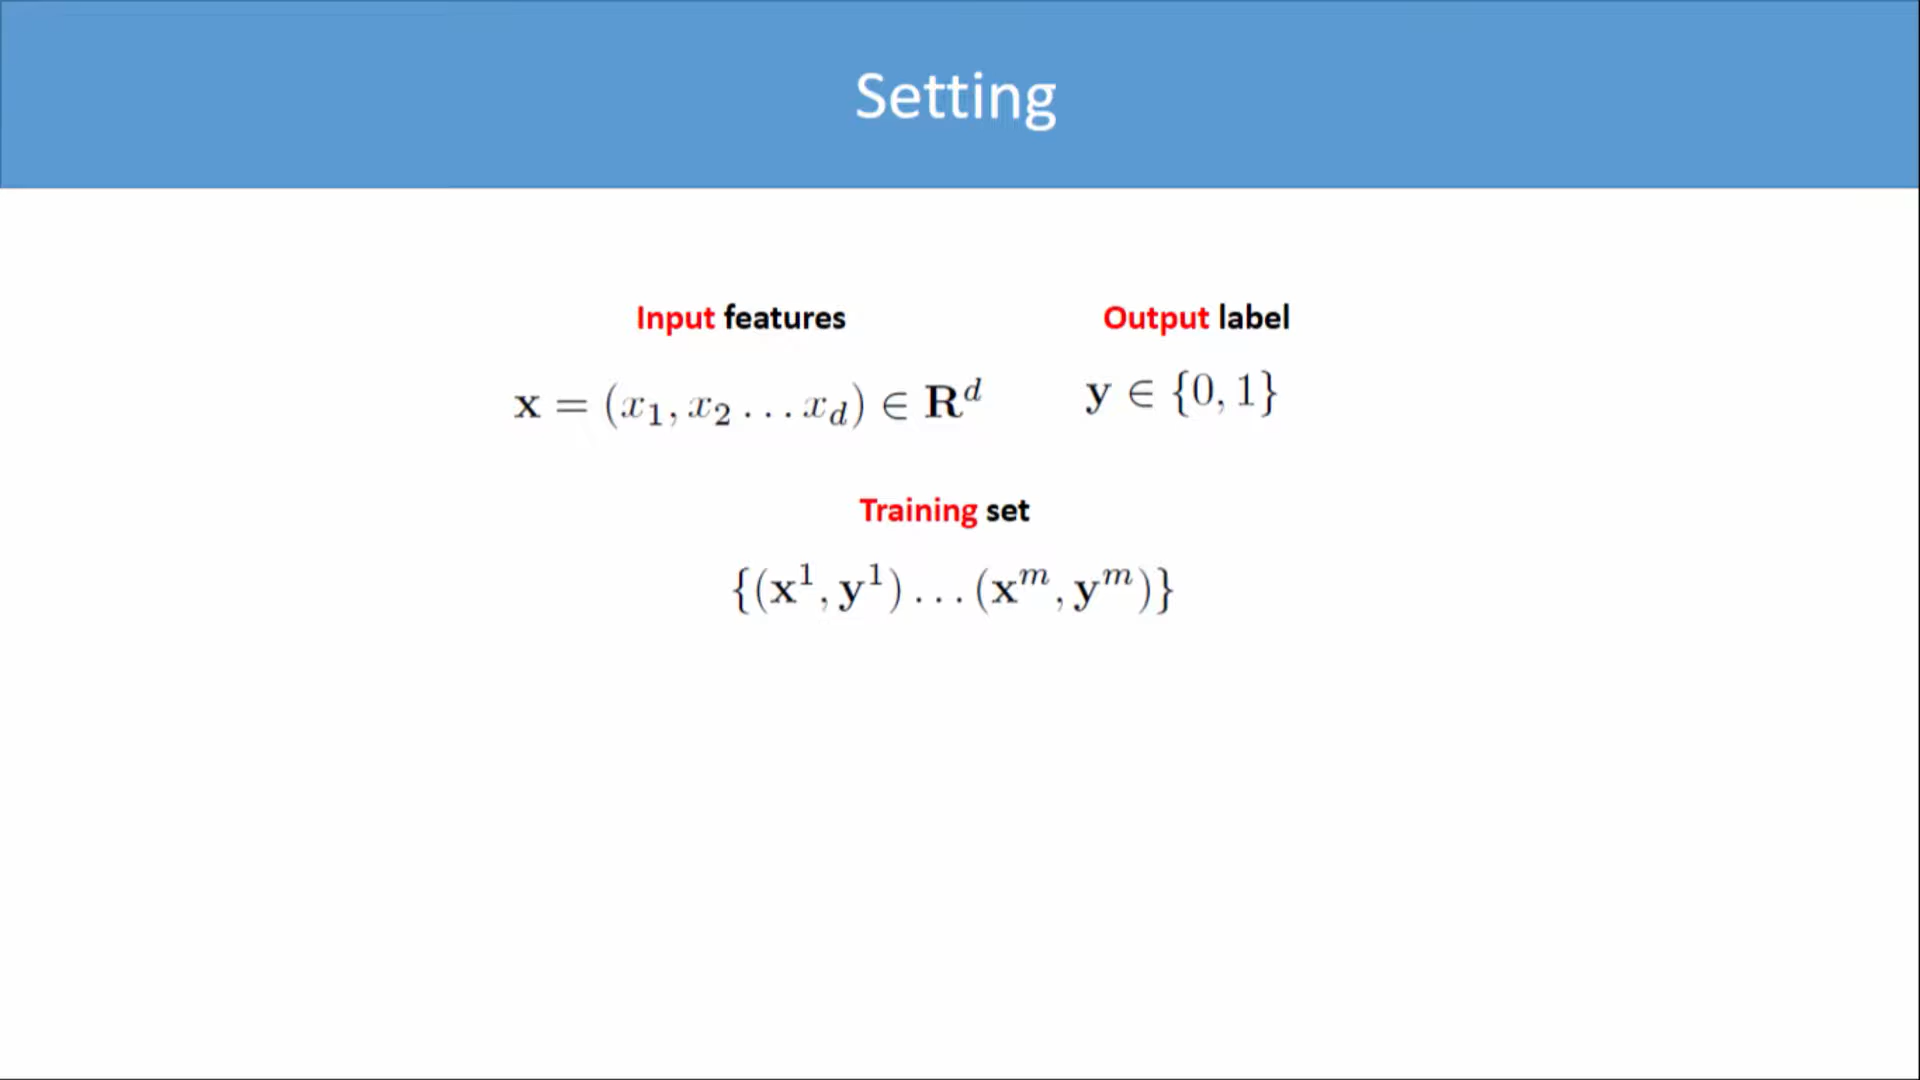 Setting
Input features
Output label
x = (x₁, x₂ … x_d) ∈ R^d
y ∈ {0, 1}
Training set
{(x¹, y¹) … (x^m, y^m)}